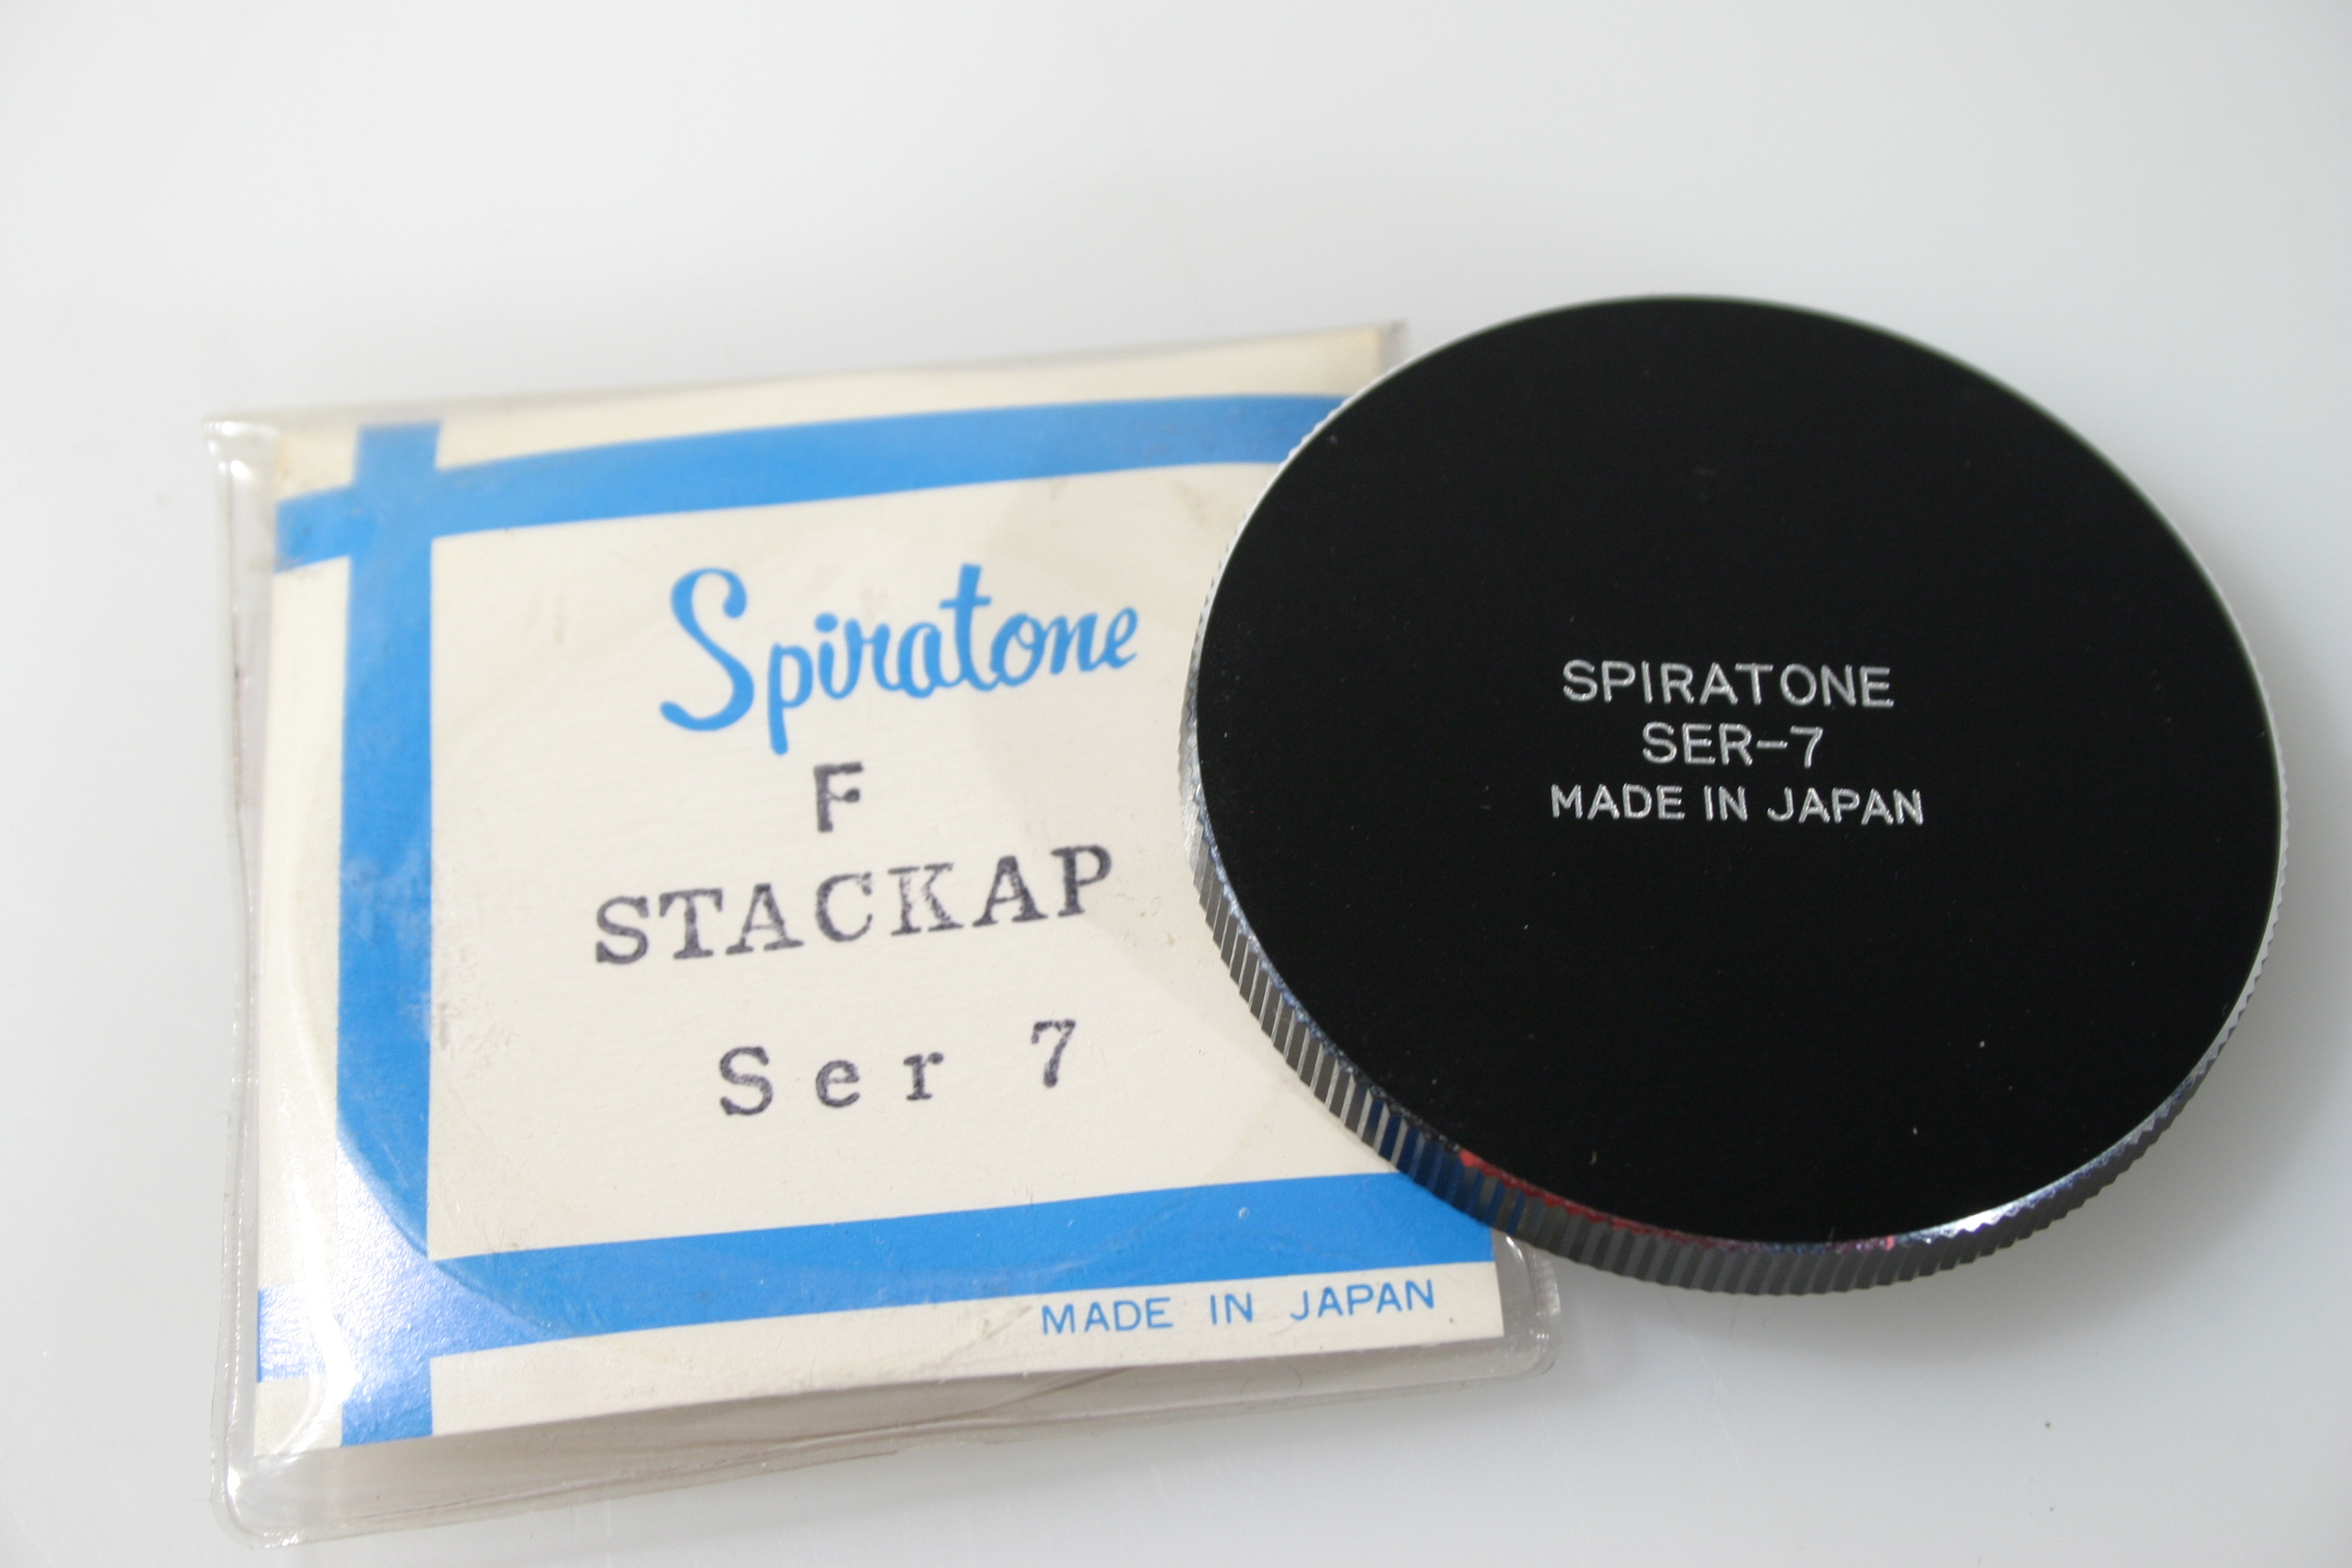 Spiratone
F
STACKAP
Ser 7
MADE IN JAPAN
SPIRATONE
SER-7
MADE IN JAPAN